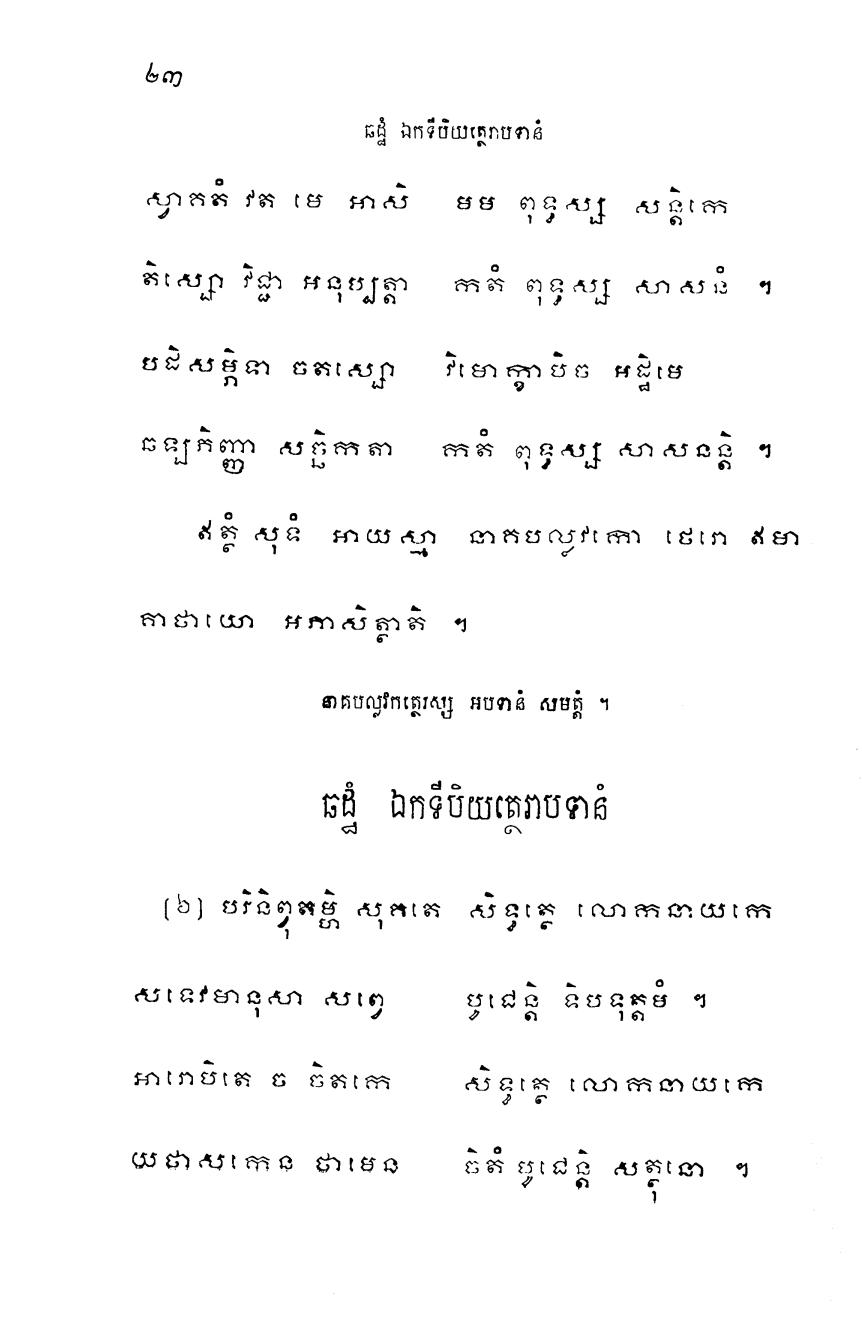 ២៣
ឆដ្ឋំ ឯកទីបិយត្ថេរាបទានំ
ស្វាគតំ វត មេ អាសិ មម ពុទ្ធស្ស សន្តិកេ
តិស្សោ វិជ្ជា អនុប្បត្តា កតំ ពុទ្ធស្ស សាសនំ ។
បដិសម្ភិទា ចតស្សោ វិមោក្ខាបិច អដ្ឋិមេ
ឆឡភិញ្ញា សច្ឆិកតា កតំ ពុទ្ធស្ស សាសនន្តិ ។
ឥត្ថំ សុទំ អាយស្មា នាគបល្លវកោ ថេរោ ឥមា
គាថាយោ អភាសិត្ថាតិ ។
នាគបល្លវកត្ថេរស្ស អបទានំ សមត្តំ ។
ឆដ្ឋំ ឯកទីបិយត្ថេរាបទានំ
(៦) បរិនិព្វុតម្ហិ សុគតេ សិទ្ធត្ថេ លោកនាយកេ
សទេវមានុសា សព្វេ បូជេន្តិ ទិបទុត្តមំ ។
អារោបិតេ ច ចិតកេ សិទ្ធត្ថេ លោកនាយកេ
យថាសកេន ថាមេន ចិតំ បូជេន្តិ សត្ថុនោ ។